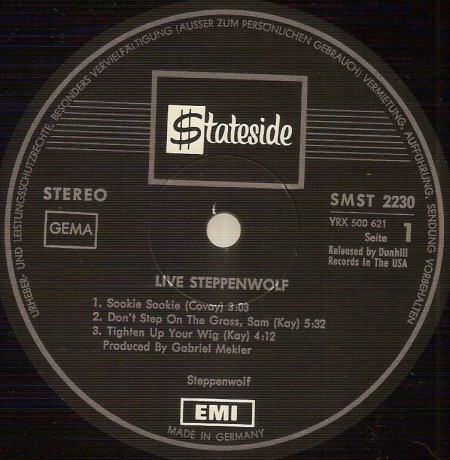 URHEBER- UND LEISTUNGSSCHUTZRECHTE, BESONDERS VERVIELFÄLTIGUNG (AUSSER ZUM PERSÖNLICHEN GEBRAUCH) VERMIETUNG, AUFFÜHRUNG, SENDUNG VORBEHALTEN
$tateside
STEREO
GEMA
SMST 2230
YRX 500 621
Seite 1
Released by Dunhill
Records In The USA
LIVE STEPPENWOLF
1. Sookie Sookie (Covay) 3:03
2. Don't Step On The Grass, Sam (Kay) 5:32
3. Tighten Up Your Wig (Kay) 4:12
Produced By Gabriel Mekler
Steppenwolf
EMI
MADE IN GERMANY